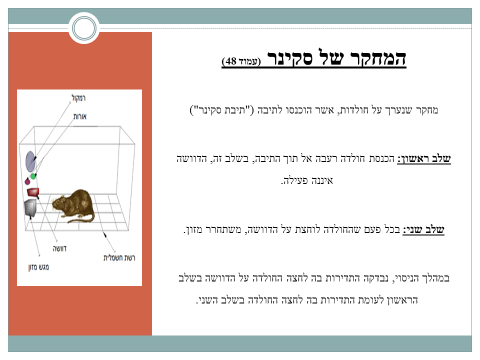 המחקר של סקינר (עמוד 48)
מחקר שנערך על חולדות, אשר הוכנסו לתיבה ("תיבת סקינר")
שלב ראשון: הכנסת חולדה רעבה אל תוך התיבה, בשלב זה, הדוושה
איננה פעילה.
שלב שני: בכל פעם שהחולדה לוחצת על הדוושה, משתחרר מזון.
במהלך הניסוי, נבדקה התדירות בה לחצה החולדה על הדוושה בשלב
הראשון לעומת התדירות בה לחצה החולדה בשלב השני.
רמקול
אורות
דוושה
רשת חשמלית
מגש מזון